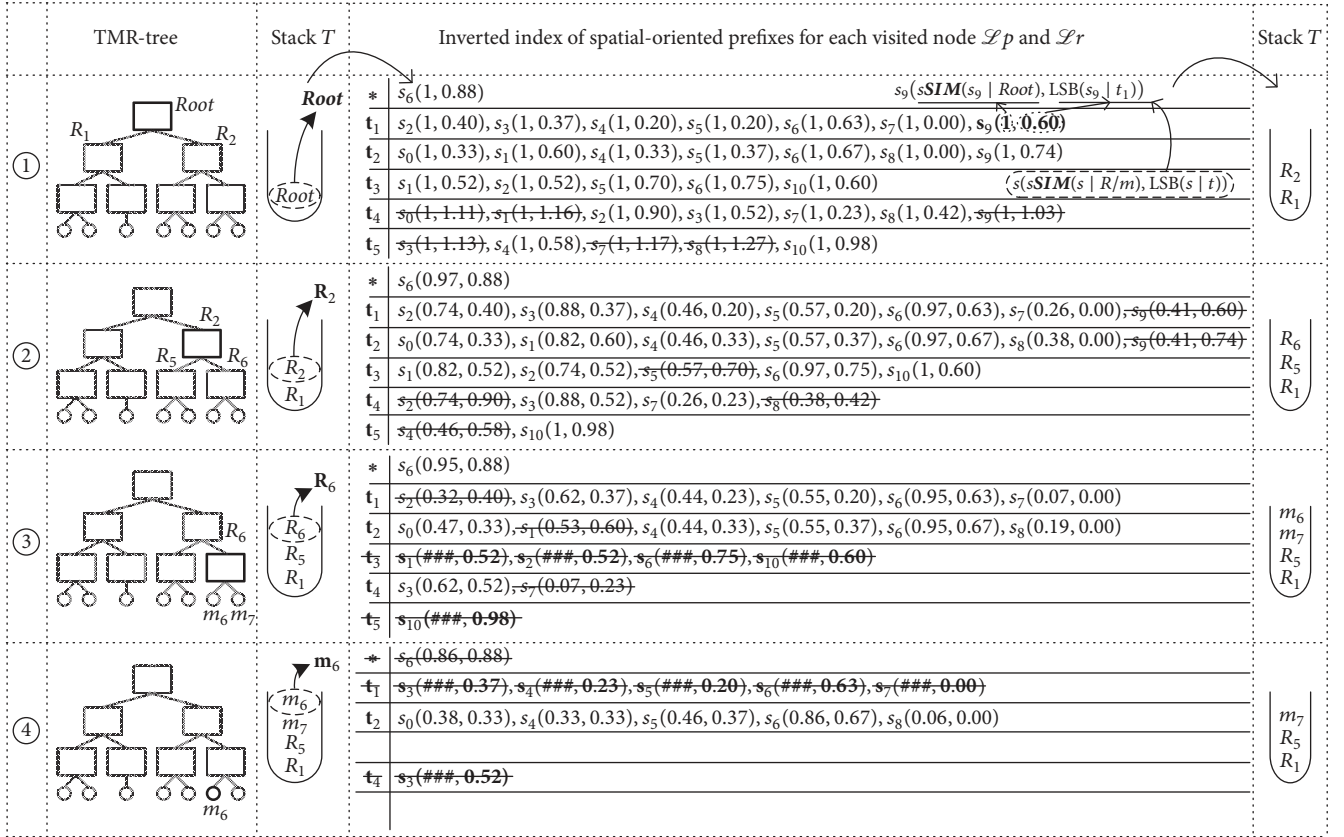 TMR-tree Stack T Inverted index of spatial-oriented prefixes for each visited node ℒp and ℒr Stack T
①
Root
R₁ R₂
Root
Root
* s₆(1, 0.88)
s₉(sSIM(s₉ | Root), LSB(s₉ | t₁))
t₁ s₂(1, 0.40), s₃(1, 0.37), s₄(1, 0.20), s₅(1, 0.20), s₆(1, 0.63), s₇(1, 0.00), s₉(1, 0.60)
t₂ s₀(1, 0.33), s₁(1, 0.60), s₄(1, 0.33), s₅(1, 0.37), s₆(1, 0.67), s₈(1, 0.00), s₉(1, 0.74)
t₃ s₁(1, 0.52), s₂(1, 0.52), s₅(1, 0.70), s₆(1, 0.75), s₁₀(1, 0.60)
s(sSIM(s | R/m), LSB(s | t))
t₄ s₀(1, 1.11), s₁(1, 1.16), s₂(1, 0.90), s₃(1, 0.52), s₇(1, 0.23), s₈(1, 0.42), s₉(1, 1.03)
t₅ s₃(1, 1.13), s₄(1, 0.58), s₇(1, 1.17), s₈(1, 1.27), s₁₀(1, 0.98)
R₂
R₁
②
R₂
R₅ R₆
R₂
R₂
R₁
* s₆(0.97, 0.88)
t₁ s₂(0.74, 0.40), s₃(0.88, 0.37), s₄(0.46, 0.20), s₅(0.57, 0.20), s₆(0.97, 0.63), s₇(0.26, 0.00), s₉(0.41, 0.60)
t₂ s₀(0.74, 0.33), s₁(0.82, 0.60), s₄(0.46, 0.33), s₅(0.57, 0.37), s₆(0.97, 0.67), s₈(0.38, 0.00), s₉(0.41, 0.74)
t₃ s₁(0.82, 0.52), s₂(0.74, 0.52), s₅(0.57, 0.70), s₆(0.97, 0.75), s₁₀(1, 0.60)
t₄ s₂(0.74, 0.90), s₃(0.88, 0.52), s₇(0.26, 0.23), s₈(0.38, 0.42)
t₅ s₄(0.46, 0.58), s₁₀(1, 0.98)
R₆
R₅
R₁
③
R₆
m₆ m₇
R₆
R₆
R₅
R₁
* s₆(0.95, 0.88)
t₁ s₂(0.32, 0.40), s₃(0.62, 0.37), s₄(0.44, 0.23), s₅(0.55, 0.20), s₆(0.95, 0.63), s₇(0.07, 0.00)
t₂ s₀(0.47, 0.33), s₁(0.53, 0.60), s₄(0.44, 0.33), s₅(0.55, 0.37), s₆(0.95, 0.67), s₈(0.19, 0.00)
t₃ s₁(###, 0.52), s₂(###, 0.52), s₆(###, 0.75), s₁₀(###, 0.60)
t₄ s₃(0.62, 0.52), s₇(0.07, 0.23)
t₅ s₁₀(###, 0.98)
m₆
m₇
R₅
R₁
④
m₆
m₆
m₆
m₇
R₅
R₁
* s₆(0.86, 0.88)
t₁ s₃(###, 0.37), s₄(###, 0.23), s₅(###, 0.20), s₆(###, 0.63), s₇(###, 0.00)
t₂ s₀(0.38, 0.33), s₄(0.33, 0.33), s₅(0.46, 0.37), s₆(0.86, 0.67), s₈(0.06, 0.00)
t₄ s₃(###, 0.52)
m₇
R₅
R₁